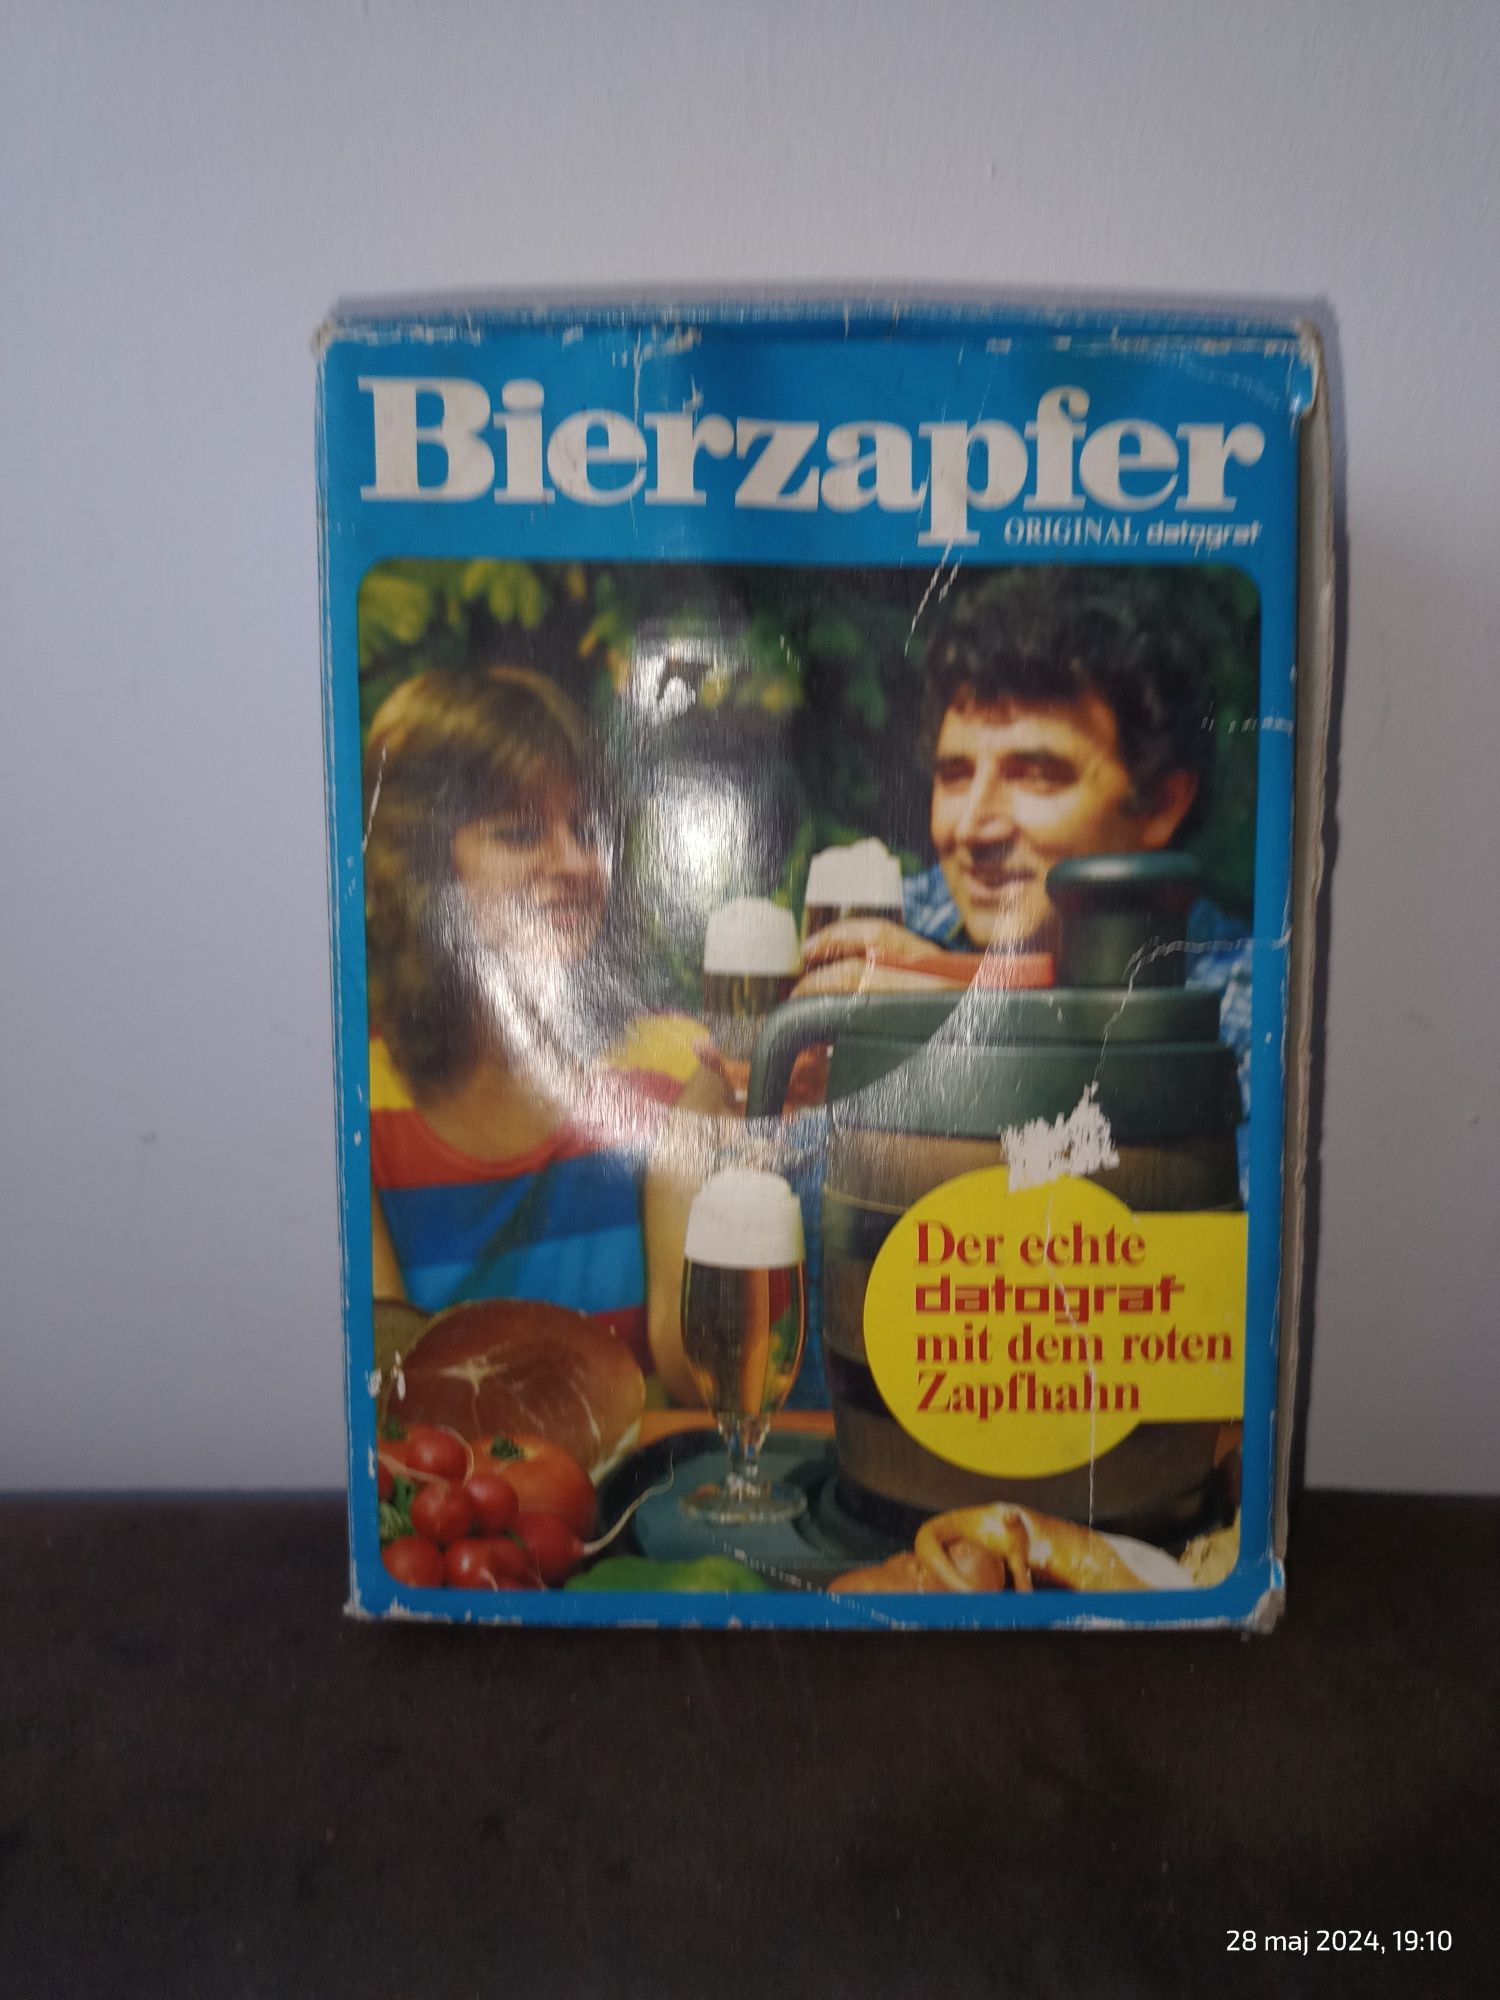 Bierzapfer
ORIGINAL datograf
Der echte
datograf
mit dem roten
Zapfhahn
28 maj 2024, 19:10